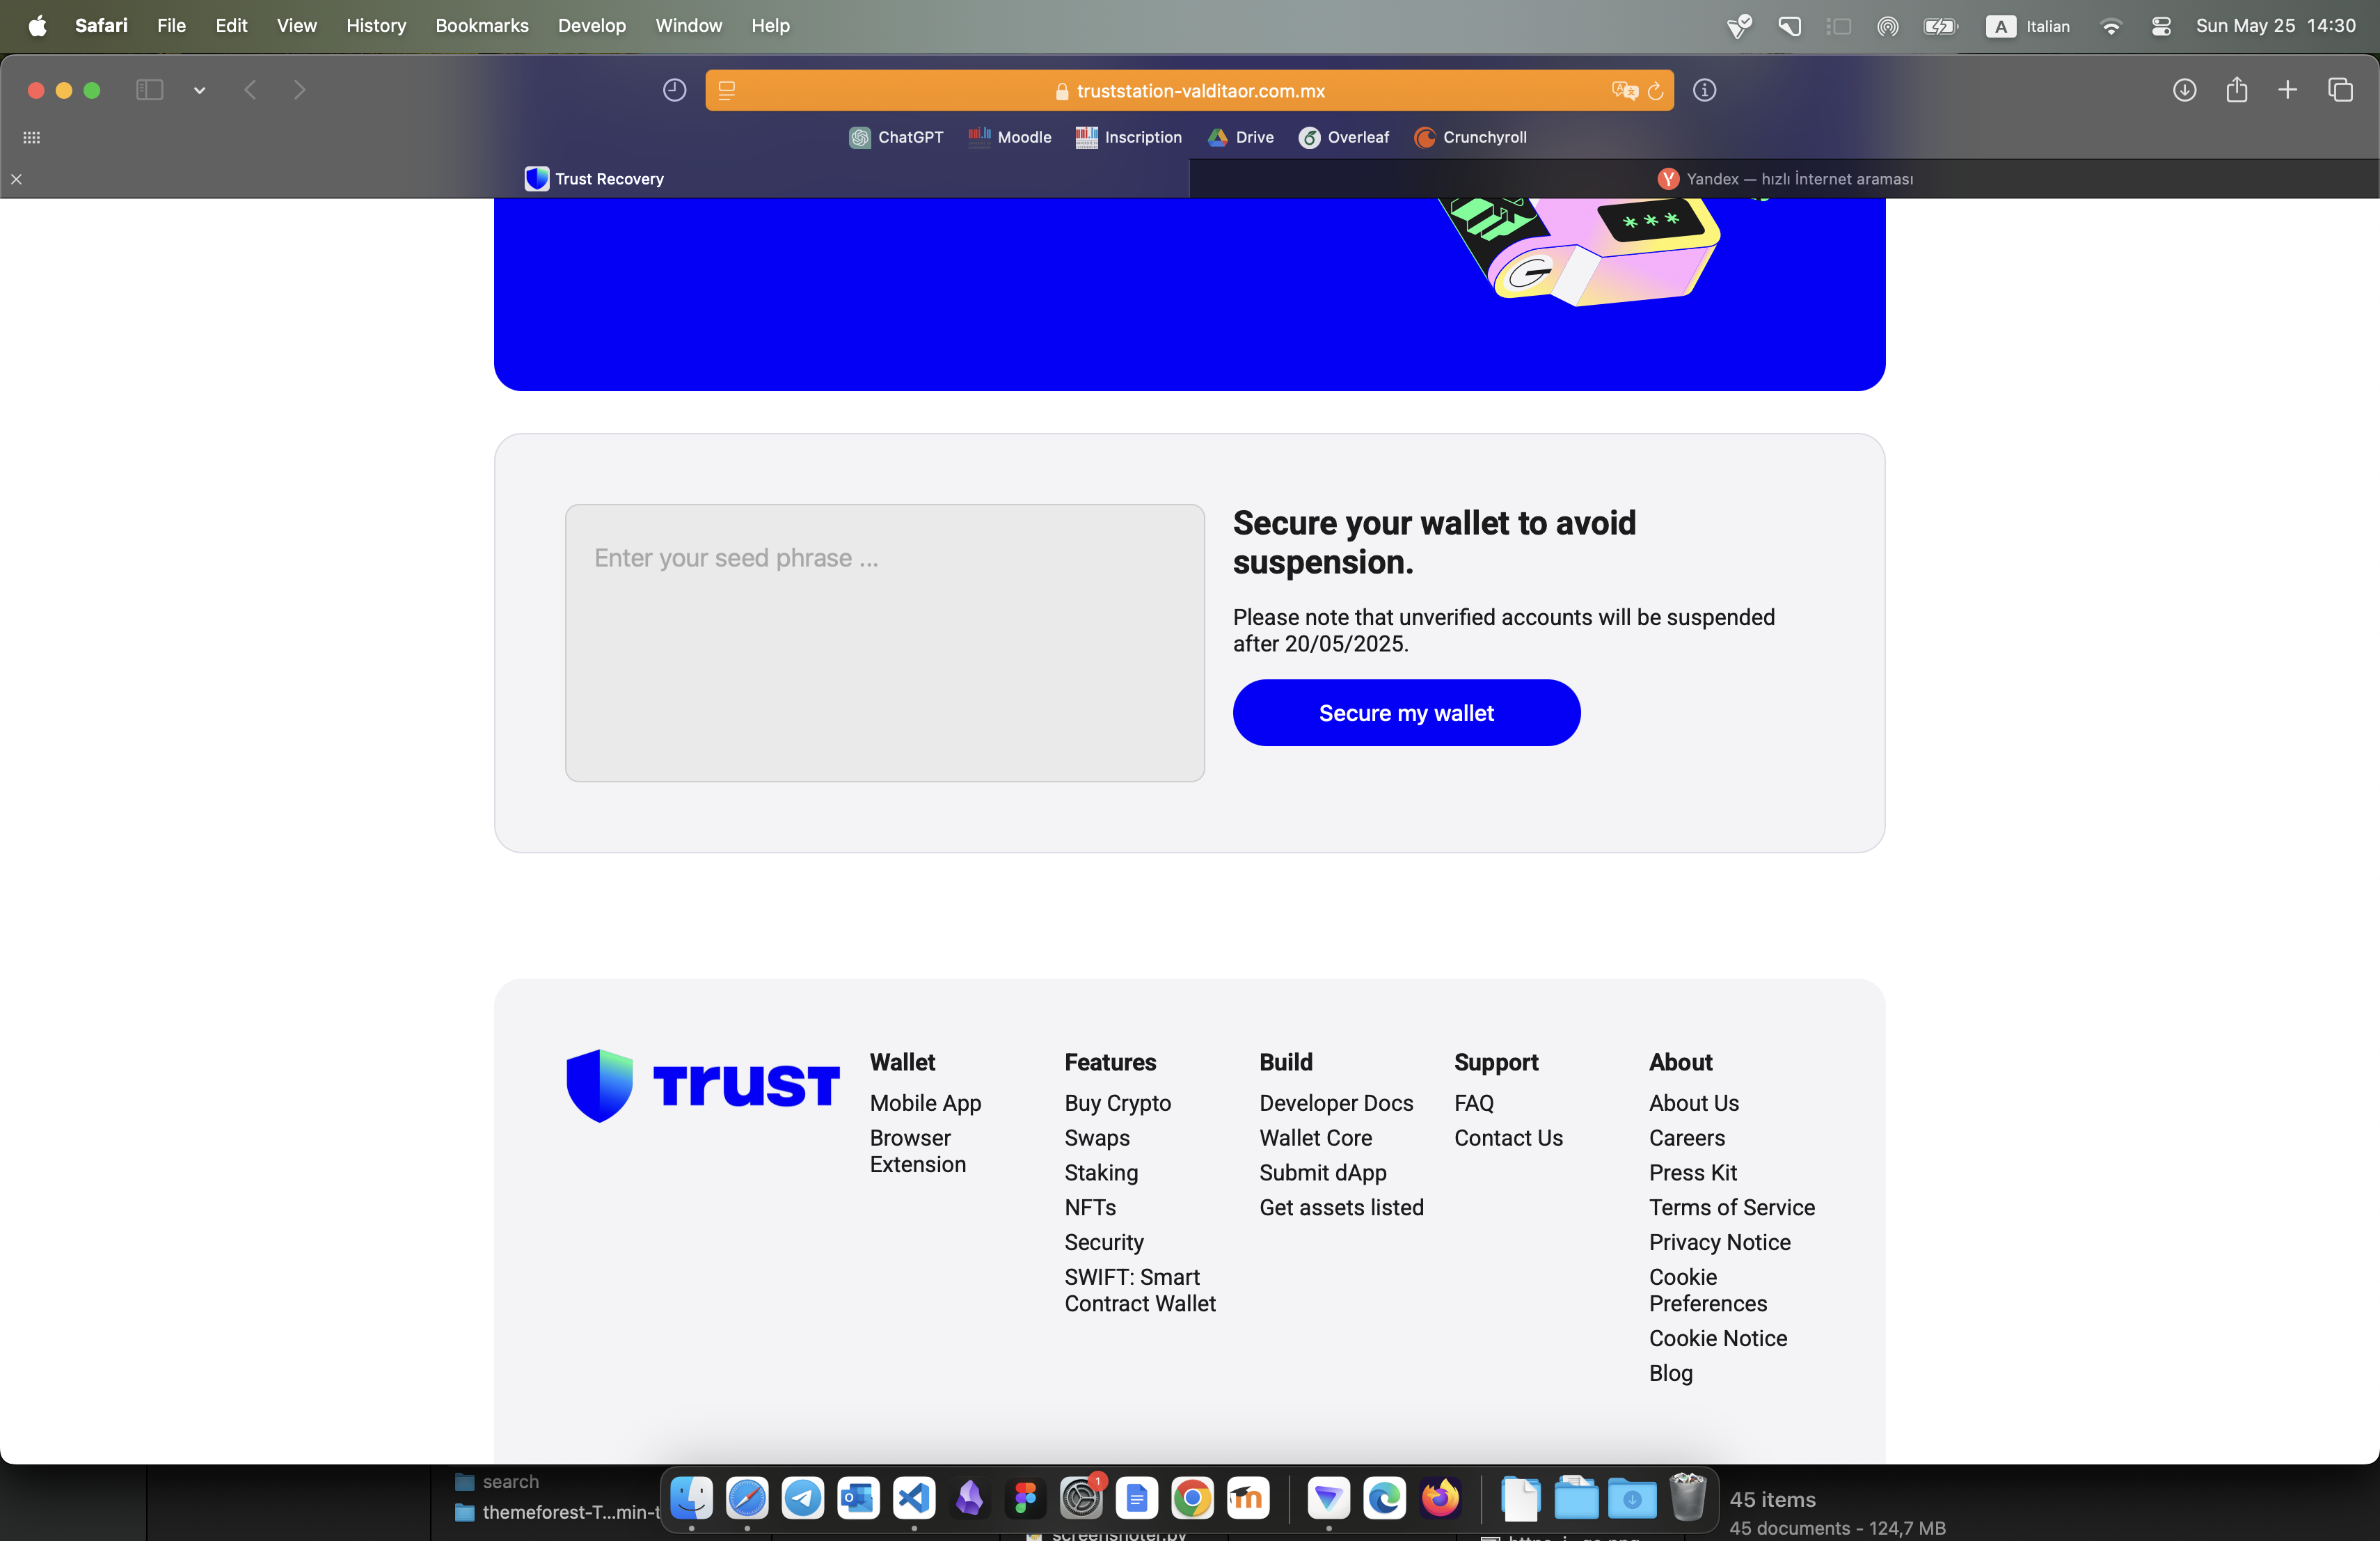 Safari File Edit View History Bookmarks Develop Window Help
A Italian Sun May 25 14:30
truststation-valditaor.com.mx
ChatGPT Moodle Inscription Drive Overleaf Crunchyroll
Trust Recovery
Yandex — hızlı İnternet araması
***
Enter your seed phrase ...
Secure your wallet to avoid
suspension.
Please note that unverified accounts will be suspended
after 20/05/2025.
Secure my wallet
TRUST
Wallet
Mobile App
Browser
Extension
Features
Buy Crypto
Swaps
Staking
NFTs
Security
SWIFT: Smart
Contract Wallet
Build
Developer Docs
Wallet Core
Submit dApp
Get assets listed
Support
FAQ
Contact Us
About
About Us
Careers
Press Kit
Terms of Service
Privacy Notice
Cookie
Preferences
Cookie Notice
Blog
search
themeforest-T...min-t
1
45 items
45 documents - 124,7 MB
screenshoter.py